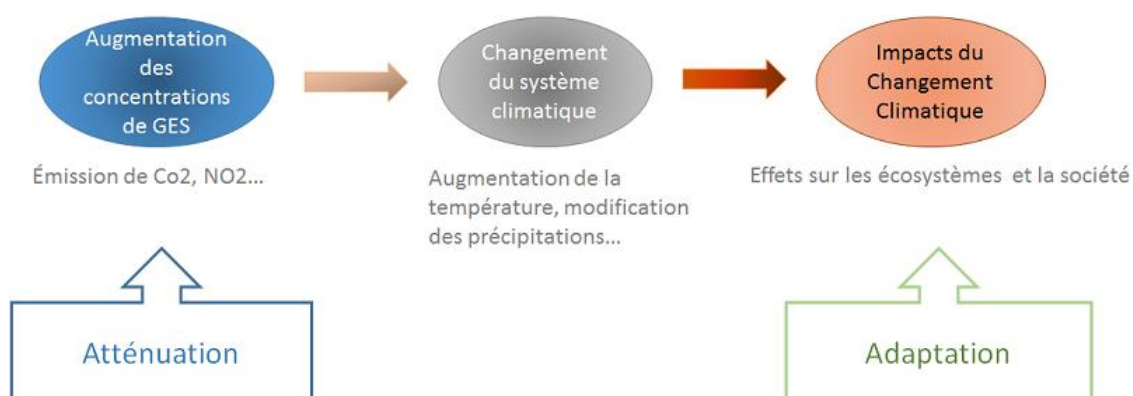 Augmentation
des
concentrations
de GES
Changement
du système
climatique
Impacts du
Changement
Climatique
Émission de Co2, NO2...
Augmentation de la
température, modification
des précipitations...
Effets sur les écosystèmes et la société
Atténuation
Adaptation